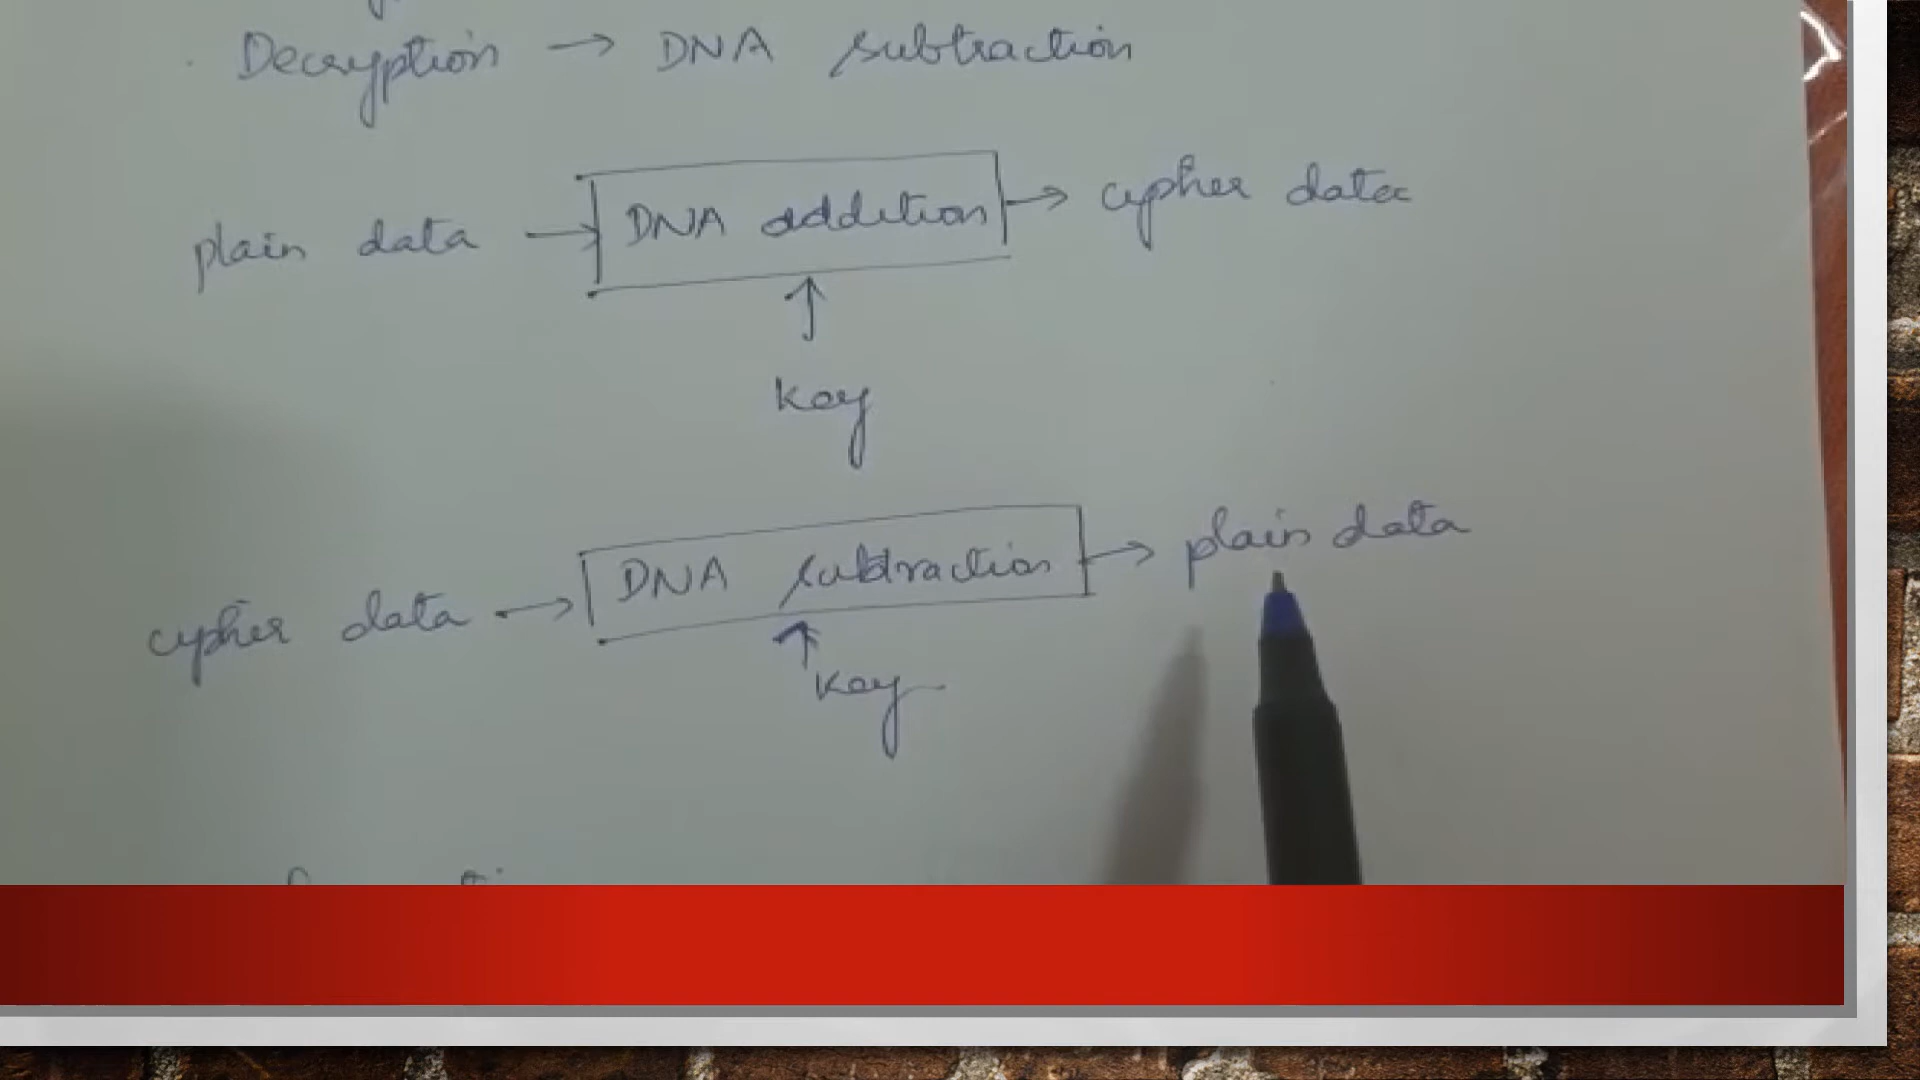 Decryption → DNA subtraction
plain data → DNA addition → cypher data
↑
key
cypher data → DNA subtraction → plain data
↑
key